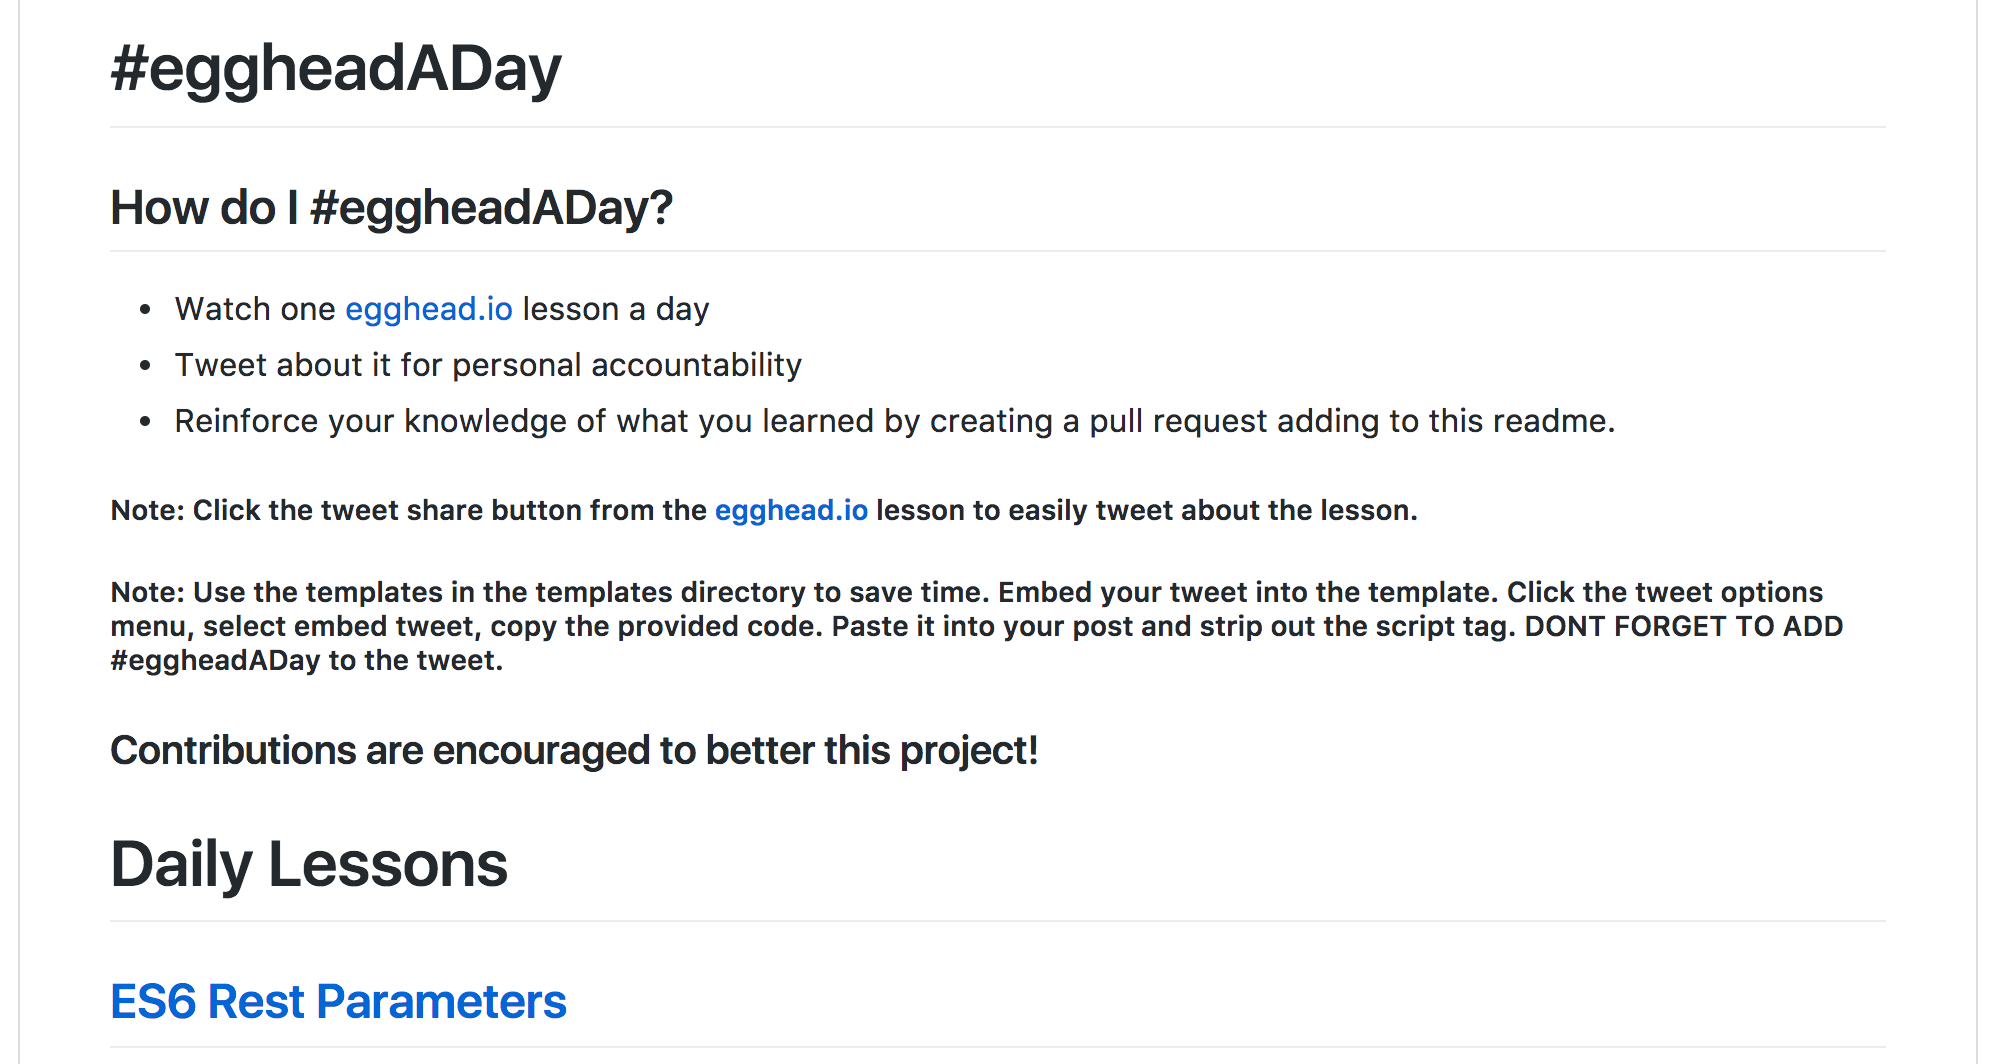 #eggheadADay
How do I #eggheadADay?
Watch one egghead.io lesson a day
Tweet about it for personal accountability
Reinforce your knowledge of what you learned by creating a pull request adding to this readme.
Note: Click the tweet share button from the egghead.io lesson to easily tweet about the lesson.
Note: Use the templates in the templates directory to save time. Embed your tweet into the template. Click the tweet options
menu, select embed tweet, copy the provided code. Paste it into your post and strip out the script tag. DONT FORGET TO ADD
#eggheadADay to the tweet.
Contributions are encouraged to better this project!
Daily Lessons
ES6 Rest Parameters